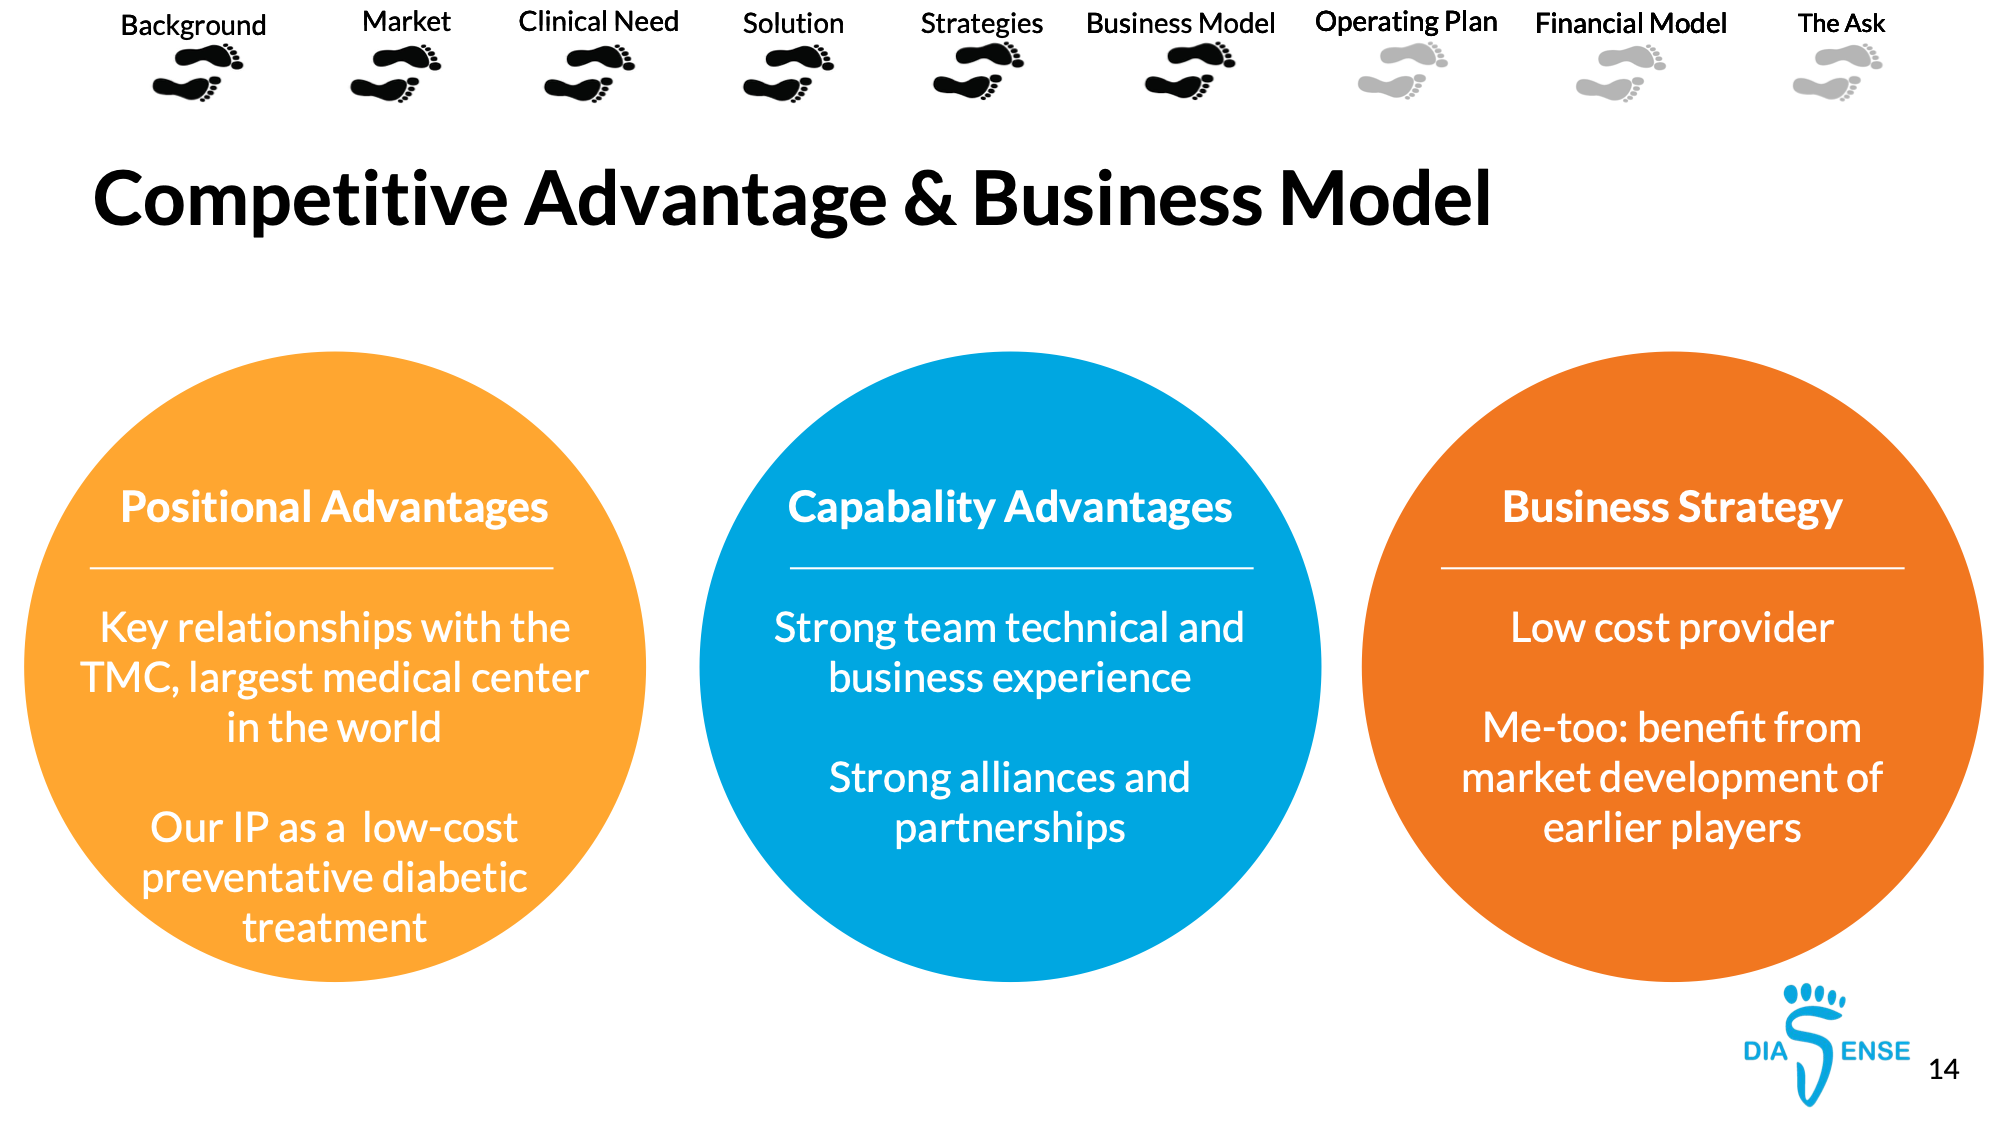 Background
Market
Clinical Need
Solution
Strategies
Business Model
Operating Plan
Financial Model
The Ask
Competitive Advantage & Business Model
Positional Advantages
Key relationships with the
TMC, largest medical center
in the world
Our IP as a  low-cost
preventative diabetic
treatment
Capabality Advantages
Strong team technical and
business experience
Strong alliances and
partnerships
Business Strategy
Low cost provider
Me-too: benefit from
market development of
earlier players
DIASENSE
14